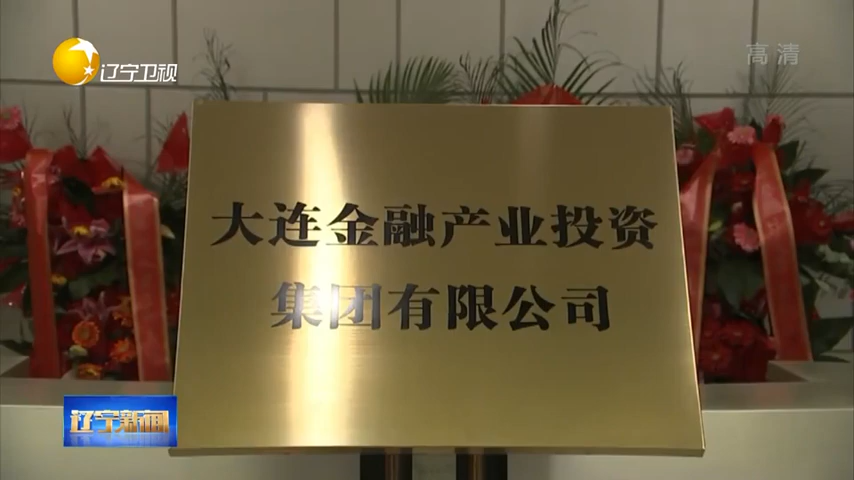 辽宁卫视
高清
大连金融产业投资
集团有限公司
辽宁新闻